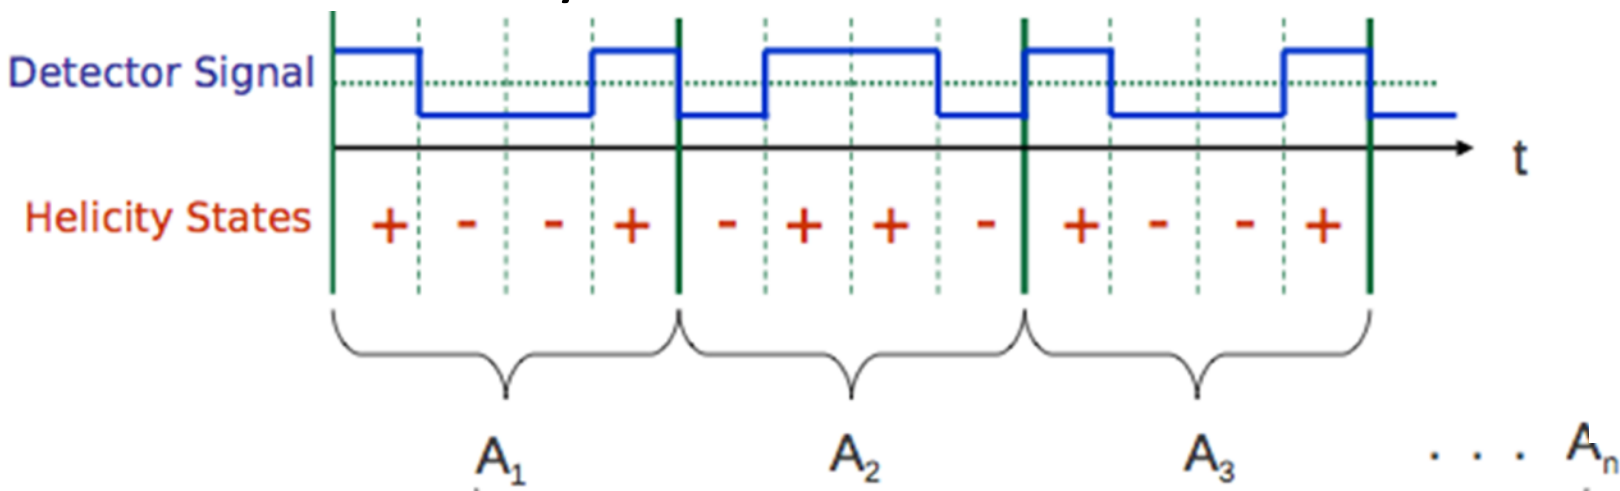 Detector Signal
t
Helicity States + - - + - + + - + - - +
A₁ A₂ A₃ . . . Aₙ